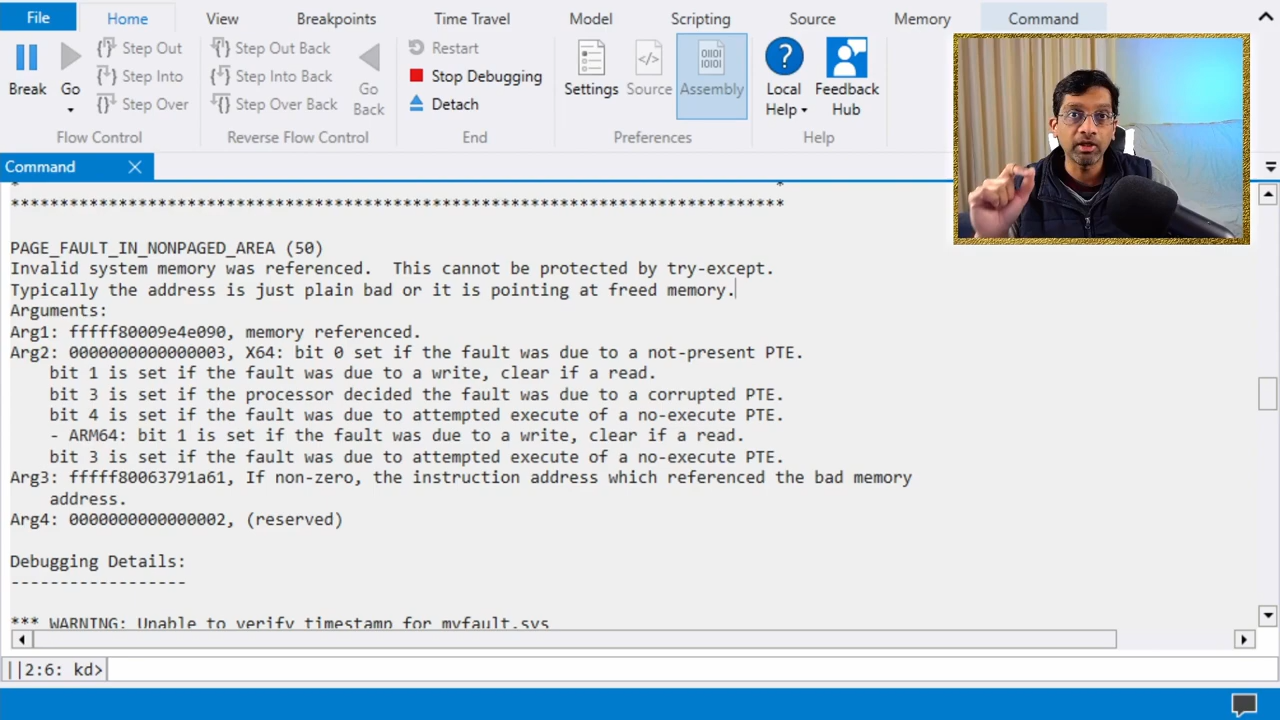 File
Home
View
Breakpoints
Time Travel
Model
Scripting
Source
Memory
Command
Break
Go
Step Out
Step Into
Step Over
Step Out Back
Step Into Back
Step Over Back
Go
Back
Restart
Stop Debugging
Detach
Settings
Source
Assembly
Local
Help
Feedback
Hub
Flow Control
Reverse Flow Control
End
Preferences
Help
Command
*                                                                             *
*******************************************************************************
PAGE_FAULT_IN_NONPAGED_AREA (50)
Invalid system memory was referenced.  This cannot be protected by try-except.
Typically the address is just plain bad or it is pointing at freed memory.
Arguments:
Arg1: fffff80009e4e090, memory referenced.
Arg2: 0000000000000003, X64: bit 0 set if the fault was due to a not-present PTE.
bit 1 is set if the fault was due to a write, clear if a read.
bit 3 is set if the processor decided the fault was due to a corrupted PTE.
bit 4 is set if the fault was due to attempted execute of a no-execute PTE.
- ARM64: bit 1 is set if the fault was due to a write, clear if a read.
bit 3 is set if the fault was due to attempted execute of a no-execute PTE.
Arg3: fffff80063791a61, If non-zero, the instruction address which referenced the bad memory
address.
Arg4: 0000000000000002, (reserved)
Debugging Details:
------------------
*** WARNING: Unable to verify timestamp for myfault.sys
||2:6: kd>